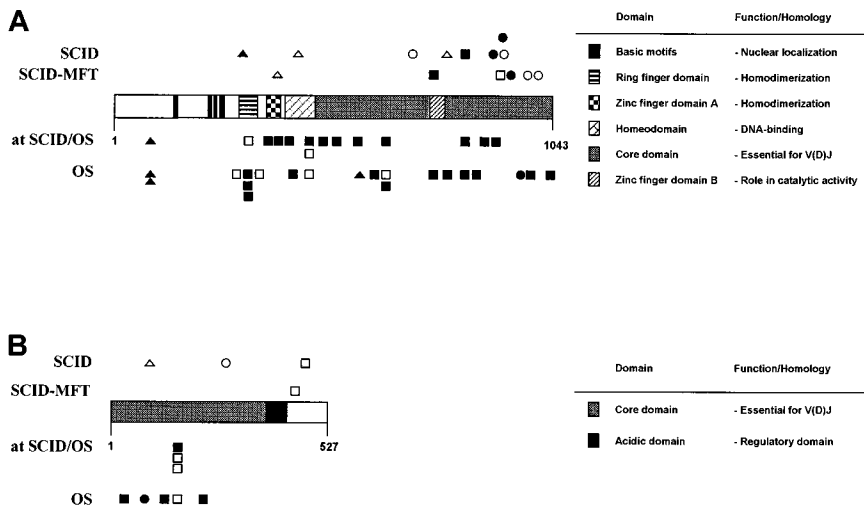 A
SCID
SCID-MFT
1
1043
at SCID/OS
OS
Domain Function/Homology
Basic motifs - Nuclear localization
Ring finger domain - Homodimerization
Zinc finger domain A - Homodimerization
Homeodomain - DNA-binding
Core domain - Essential for V(D)J
Zinc finger domain B - Role in catalytic activity
B
SCID
SCID-MFT
1
527
at SCID/OS
OS
Domain Function/Homology
Core domain - Essential for V(D)J
Acidic domain - Regulatory domain